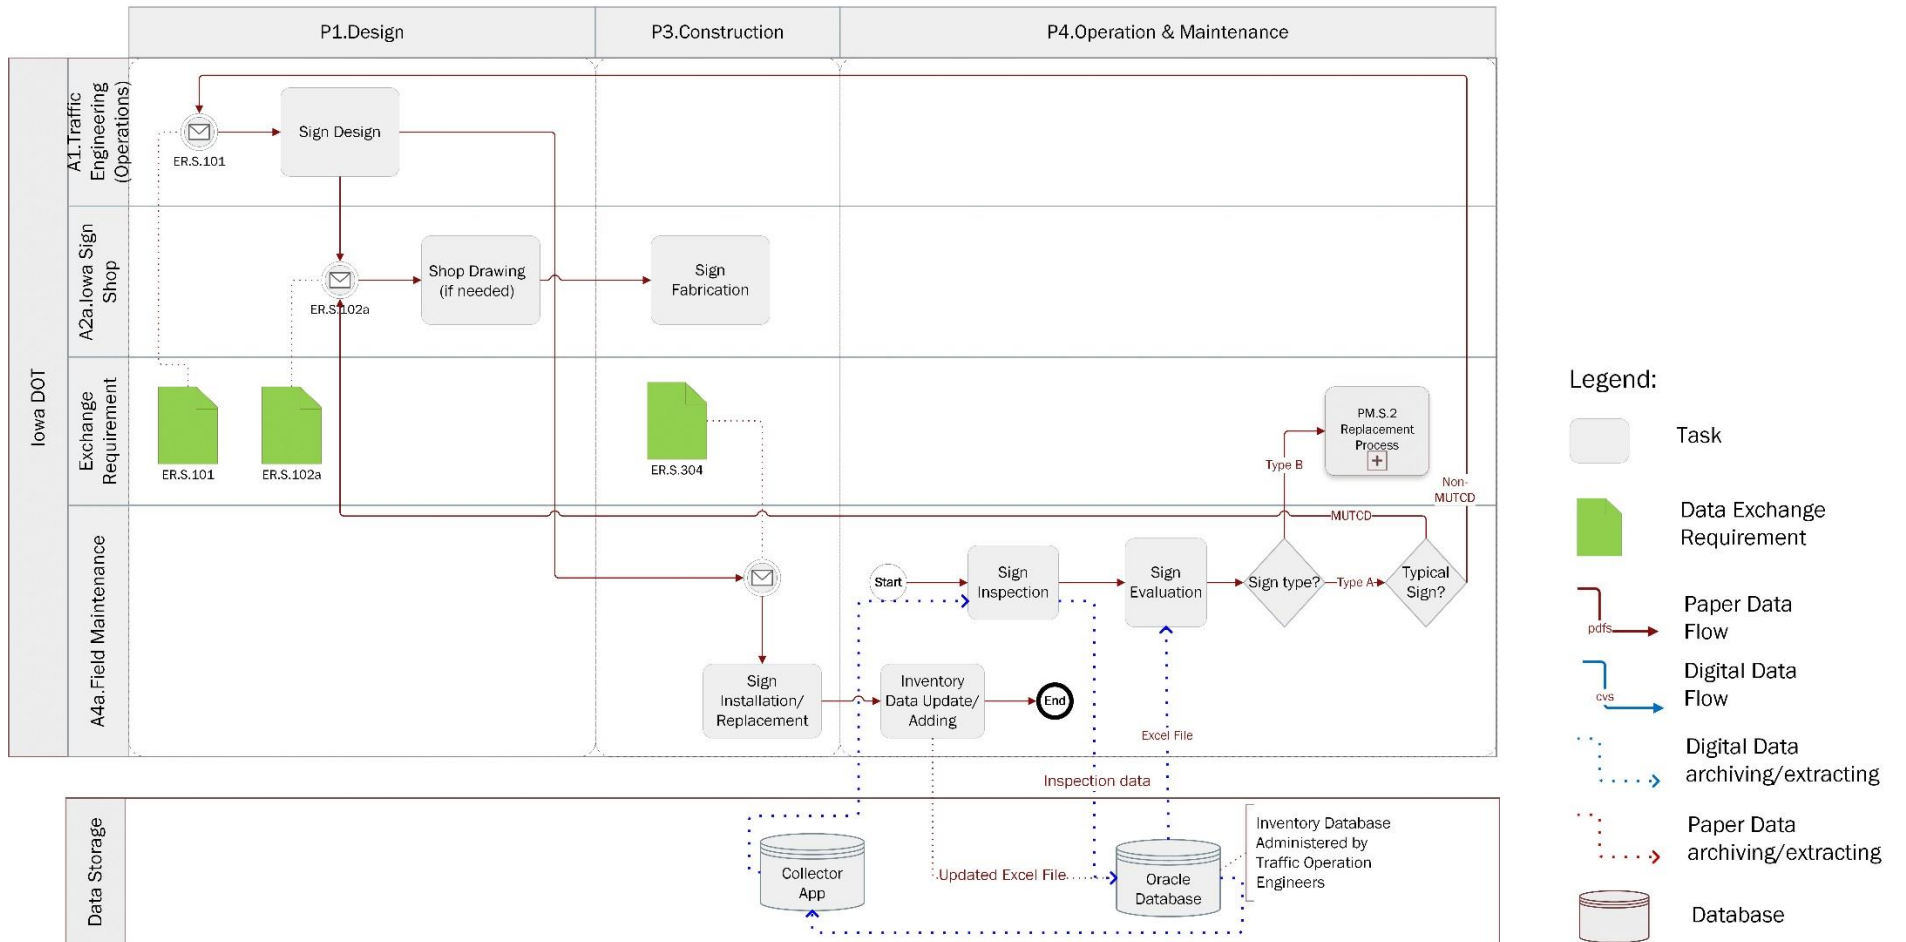 P1.Design
P3.Construction
P4.Operation & Maintenance
Iowa DOT
A1.Traffic
Engineering
(Operations)
ER.S.101
Sign Design
A2a.Iowa Sign
Shop
ER.S.102a
Shop Drawing
(if needed)
Sign
Fabrication
Exchange
Requirement
ER.S.101
ER.S.102a
ER.S.304
PM.S.2
Replacement
Process
Type B
Non-
MUTCD
MUTCD
A4a.Field Maintenance
Start
Sign
Inspection
Sign
Evaluation
Sign type?
Type A
Typical
Sign?
Sign
Installation/
Replacement
Inventory
Data Update/
Adding
End
Excel File
Inspection data
Data Storage
Collector
App
Updated Excel File
Oracle
Database
Inventory Database
Administered by
Traffic Operation
Engineers
Legend:
Task
Data Exchange
Requirement
pdfs
Paper Data
Flow
cvs
Digital Data
Flow
Digital Data
archiving/extracting
Paper Data
archiving/extracting
Database